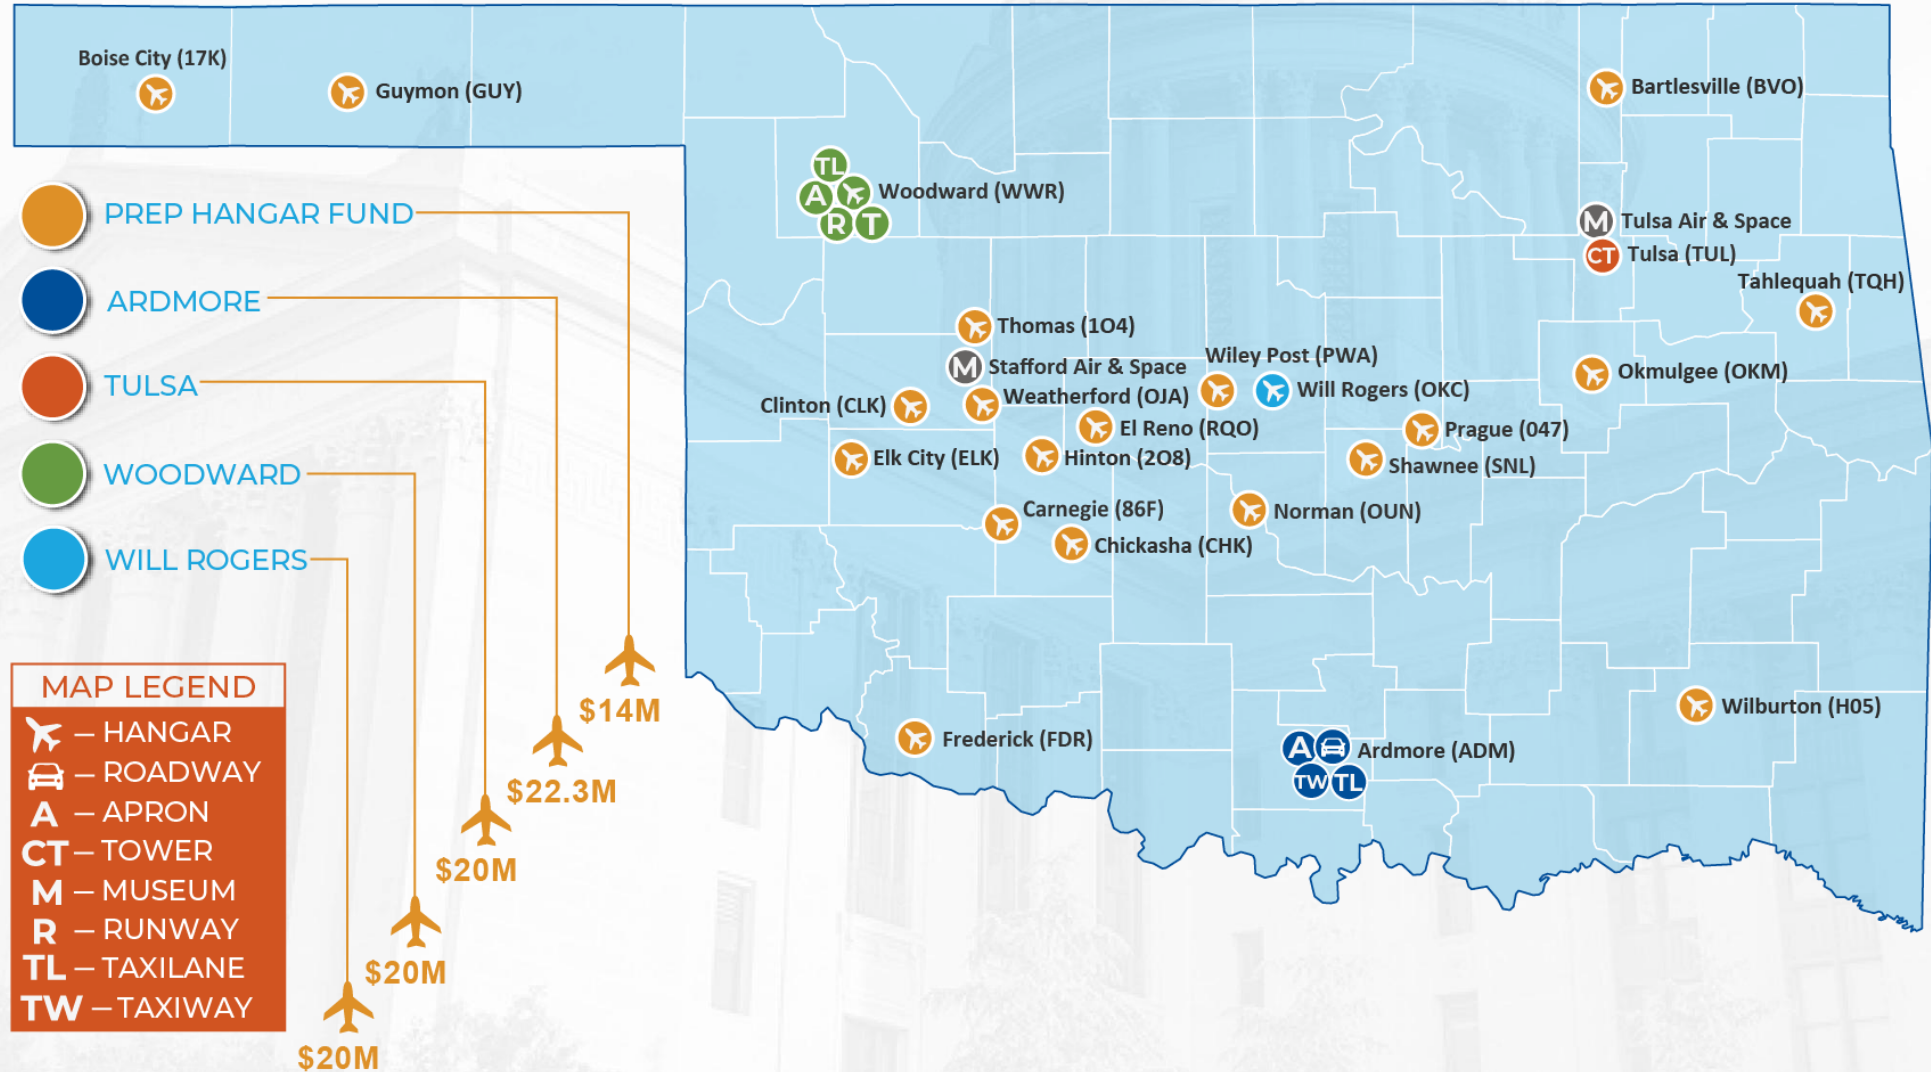 Boise City (17K)
Guymon (GUY)
Bartlesville (BVO)
TL
A
Woodward (WWR)
R
T
M
Tulsa Air & Space
CT
Tulsa (TUL)
Tahlequah (TQH)
Thomas (1O4)
M
Stafford Air & Space
Wiley Post (PWA)
Okmulgee (OKM)
Weatherford (OJA)
Will Rogers (OKC)
Clinton (CLK)
El Reno (RQO)
Prague (047)
Elk City (ELK)
Hinton (2O8)
Shawnee (SNL)
Carnegie (86F)
Norman (OUN)
Chickasha (CHK)
Wilburton (H05)
Frederick (FDR)
A
Ardmore (ADM)
TW
TL
PREP HANGAR FUND
ARDMORE
TULSA
WOODWARD
WILL ROGERS
$14M
$22.3M
$20M
$20M
$20M
MAP LEGEND
– HANGAR
– ROADWAY
A – APRON
CT – TOWER
M – MUSEUM
R – RUNWAY
TL – TAXILANE
TW – TAXIWAY